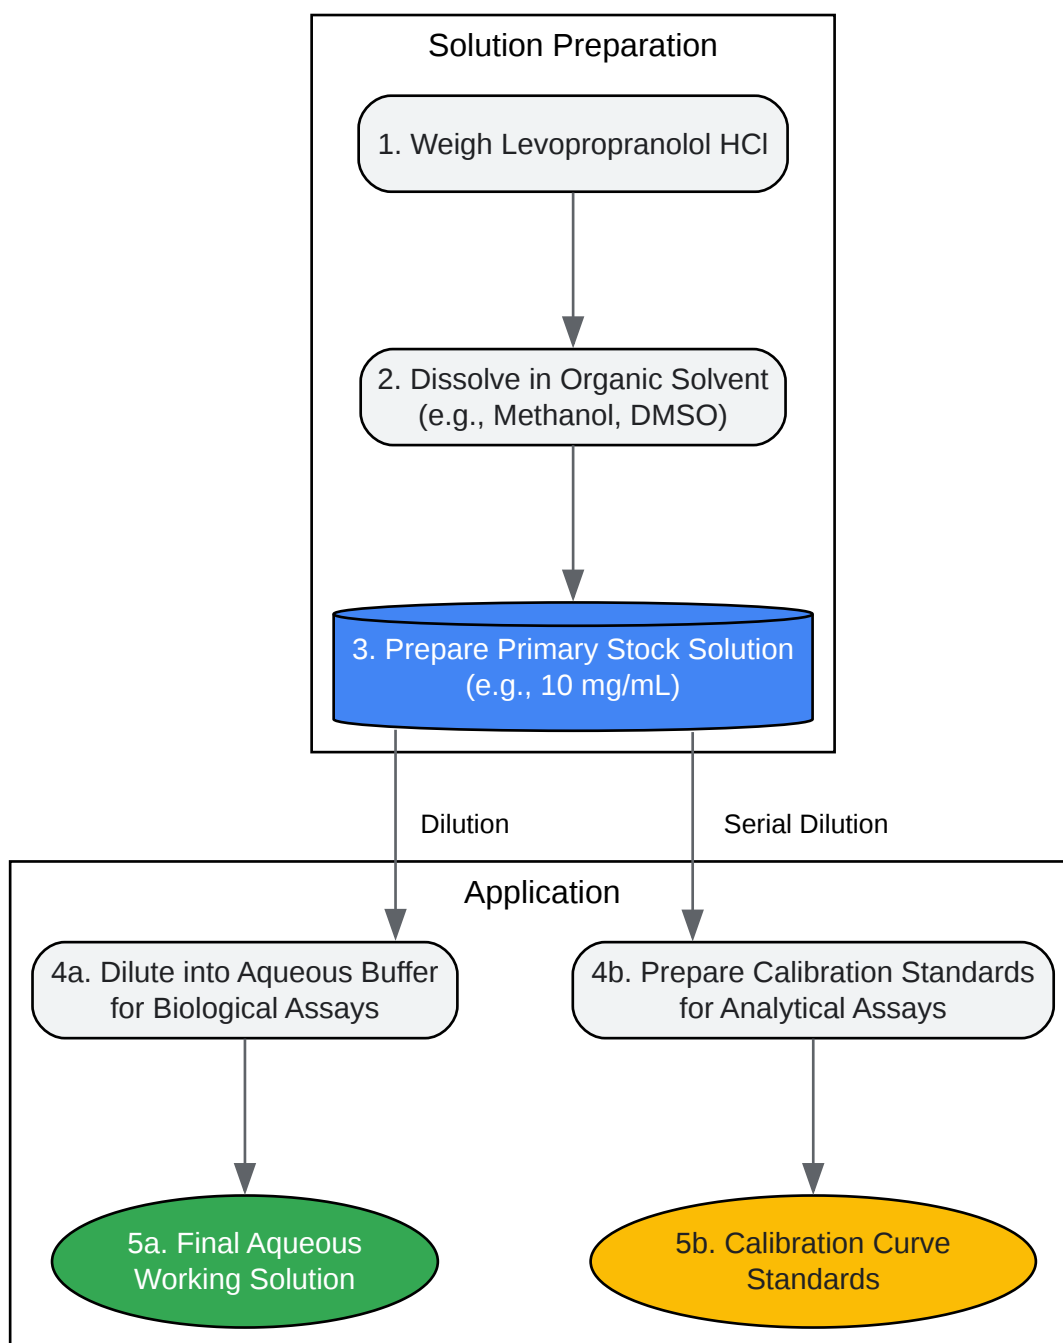 Solution Preparation
1. Weigh Levopropranolol HCl
2. Dissolve in Organic Solvent
(e.g., Methanol, DMSO)
3. Prepare Primary Stock Solution
(e.g., 10 mg/mL)
Dilution
Serial Dilution
Application
4a. Dilute into Aqueous Buffer
for Biological Assays
4b. Prepare Calibration Standards
for Analytical Assays
5a. Final Aqueous
Working Solution
5b. Calibration Curve
Standards